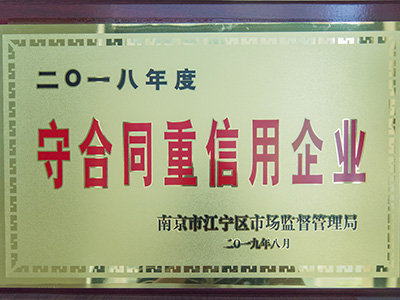 二〇一八年度
守合同重信用企业
南京市江宁区市场监督管理局
二〇一九年八月